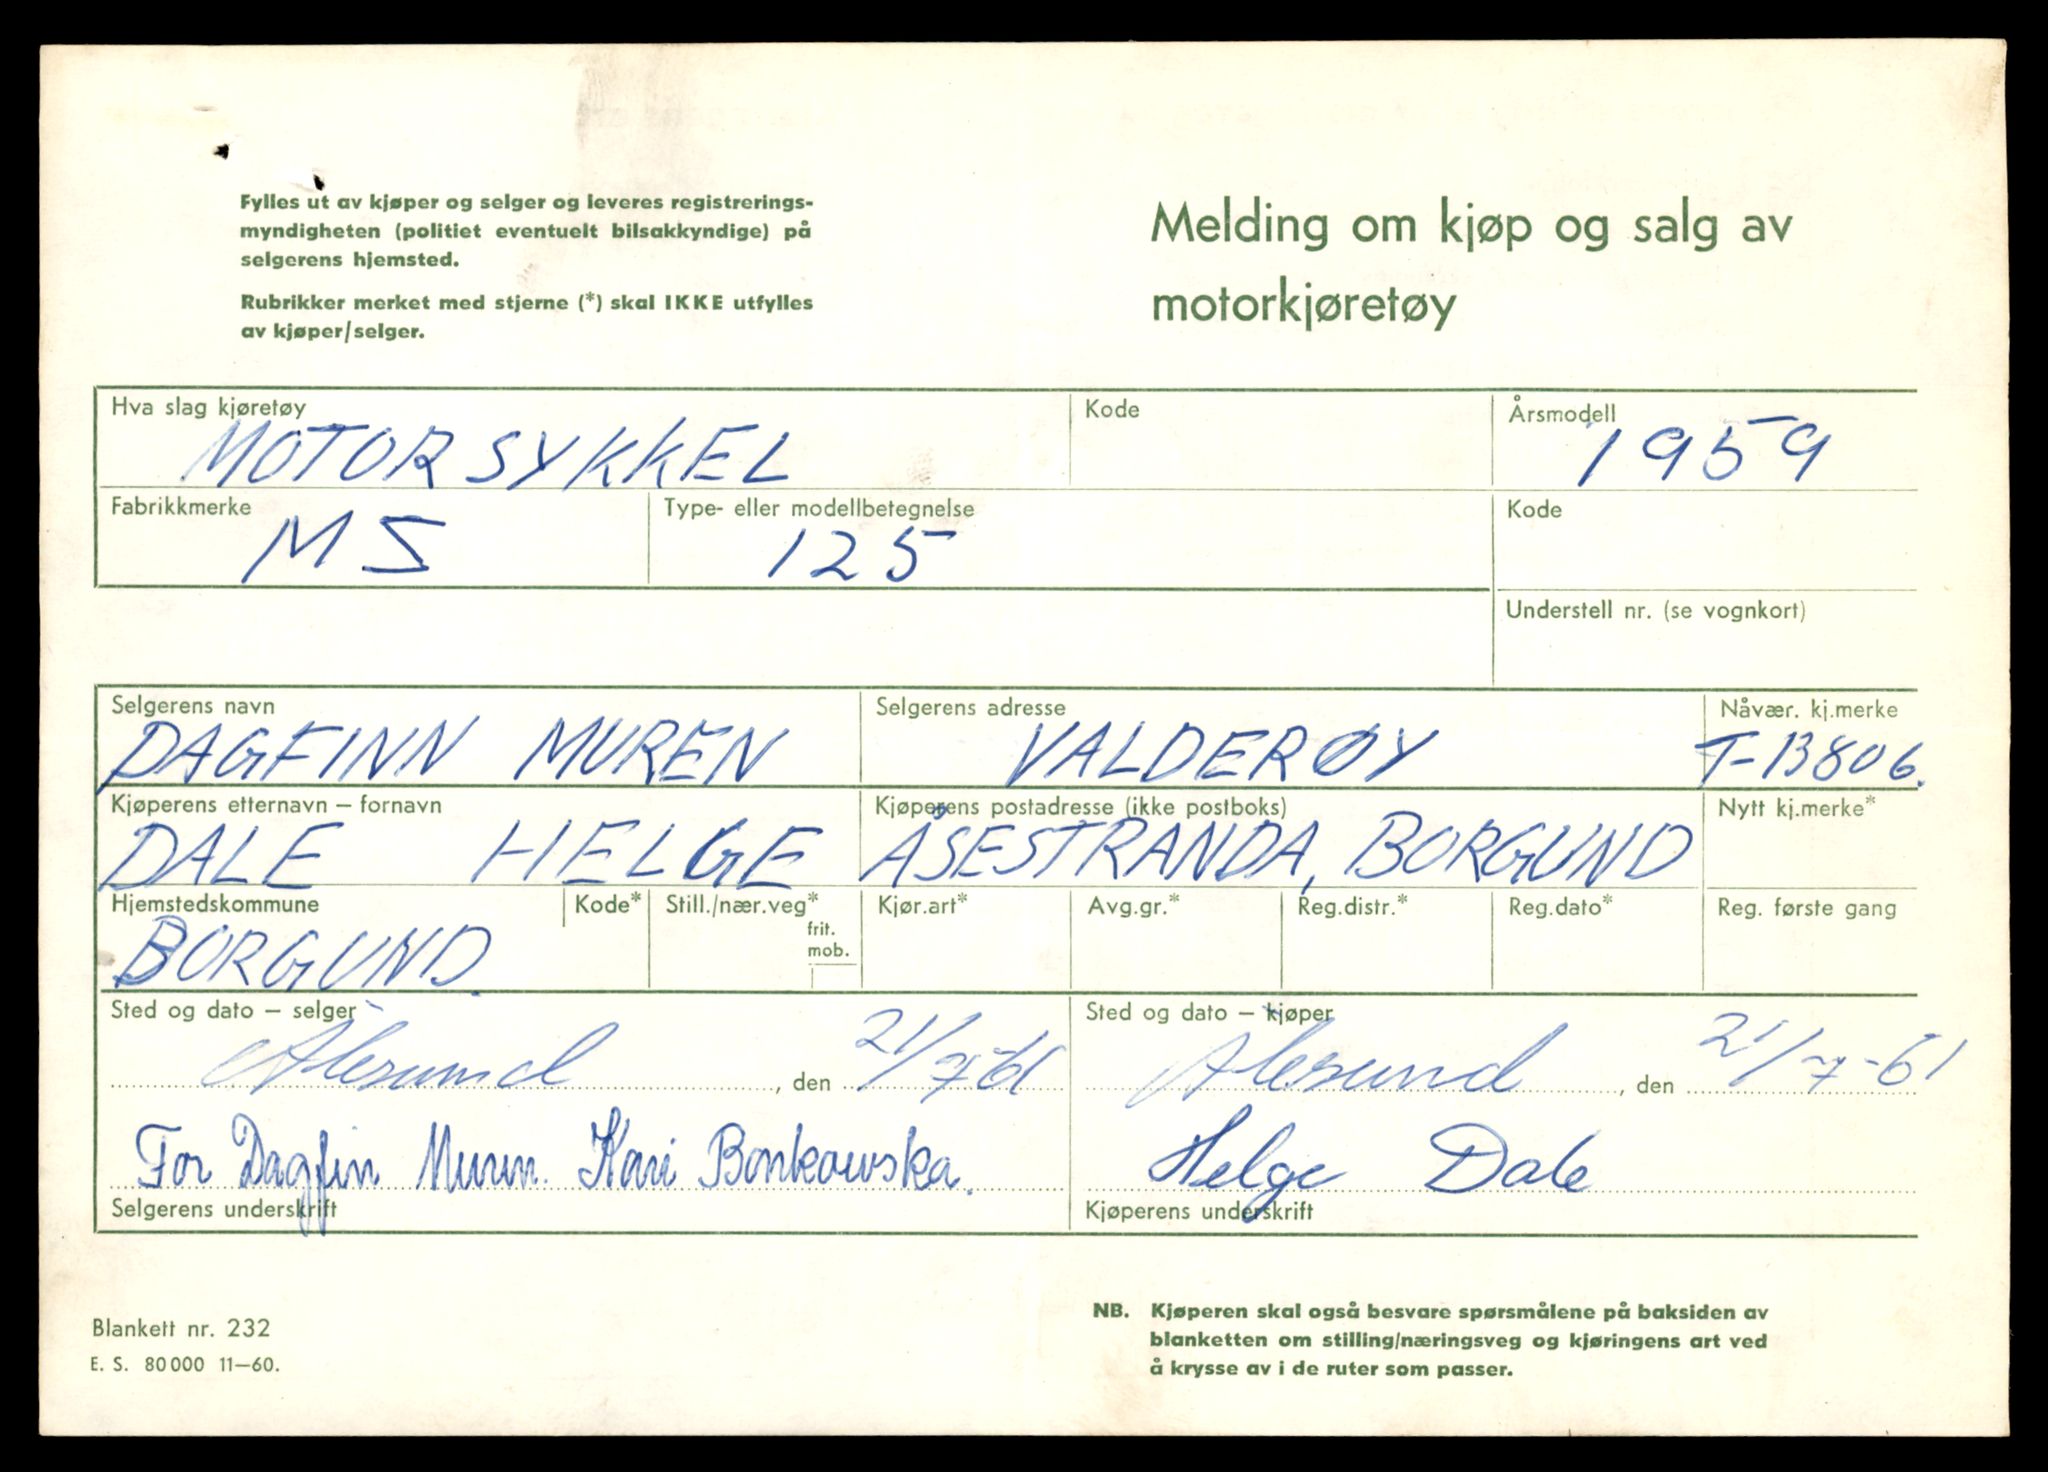 Fylles ut av kjøper og selger og leveres registrerings-
myndigheten (politiet eventuelt bilsakkyndige) på
selgerens hjemsted.
Rubrikker merket med stjerne (*) skal IKKE utfylles
av kjøper/selger.
Melding om kjøp og salg av
motorkjøretøy
Hva slag kjøretøy
MOTORSYKKEL
Kode
Årsmodell
1959
Fabrikkmerke
MS
Type- eller modellbetegnelse
125
Kode
Understell nr. (se vognkort)
Selgerens navn
DAGFINN MUREN
Selgerens adresse
VALDERØY
Nåvær. kj.merke
T-13806.
Kjøperens etternavn – fornavn
DALE HELGE
Kjøperens postadresse (ikke postboks)
ÅSESTRANDA, BORGUND
Nytt kj.merke*
Hjemstedskommune
BORGUND.
Kode*
Still./nær.veg*
frit.
mob.
Kjør.art*
Avg.gr.*
Reg.distr.*
Reg.dato*
Reg. første gang
Sted og dato – selger
Ålesund, den 21/7-61
Sted og dato – kjøper
Ålesund, den 21/7-61
For Dagfin Muren. Kari Bonkowska.
Selgerens underskrift
Helge Dale
Kjøperens underskrift
Blankett nr. 232
E. S. 80000 11–60.
NB. Kjøperen skal også besvare spørsmålene på baksiden av
blanketten om stilling/næringsveg og kjøringens art ved
å krysse av i de ruter som passer.